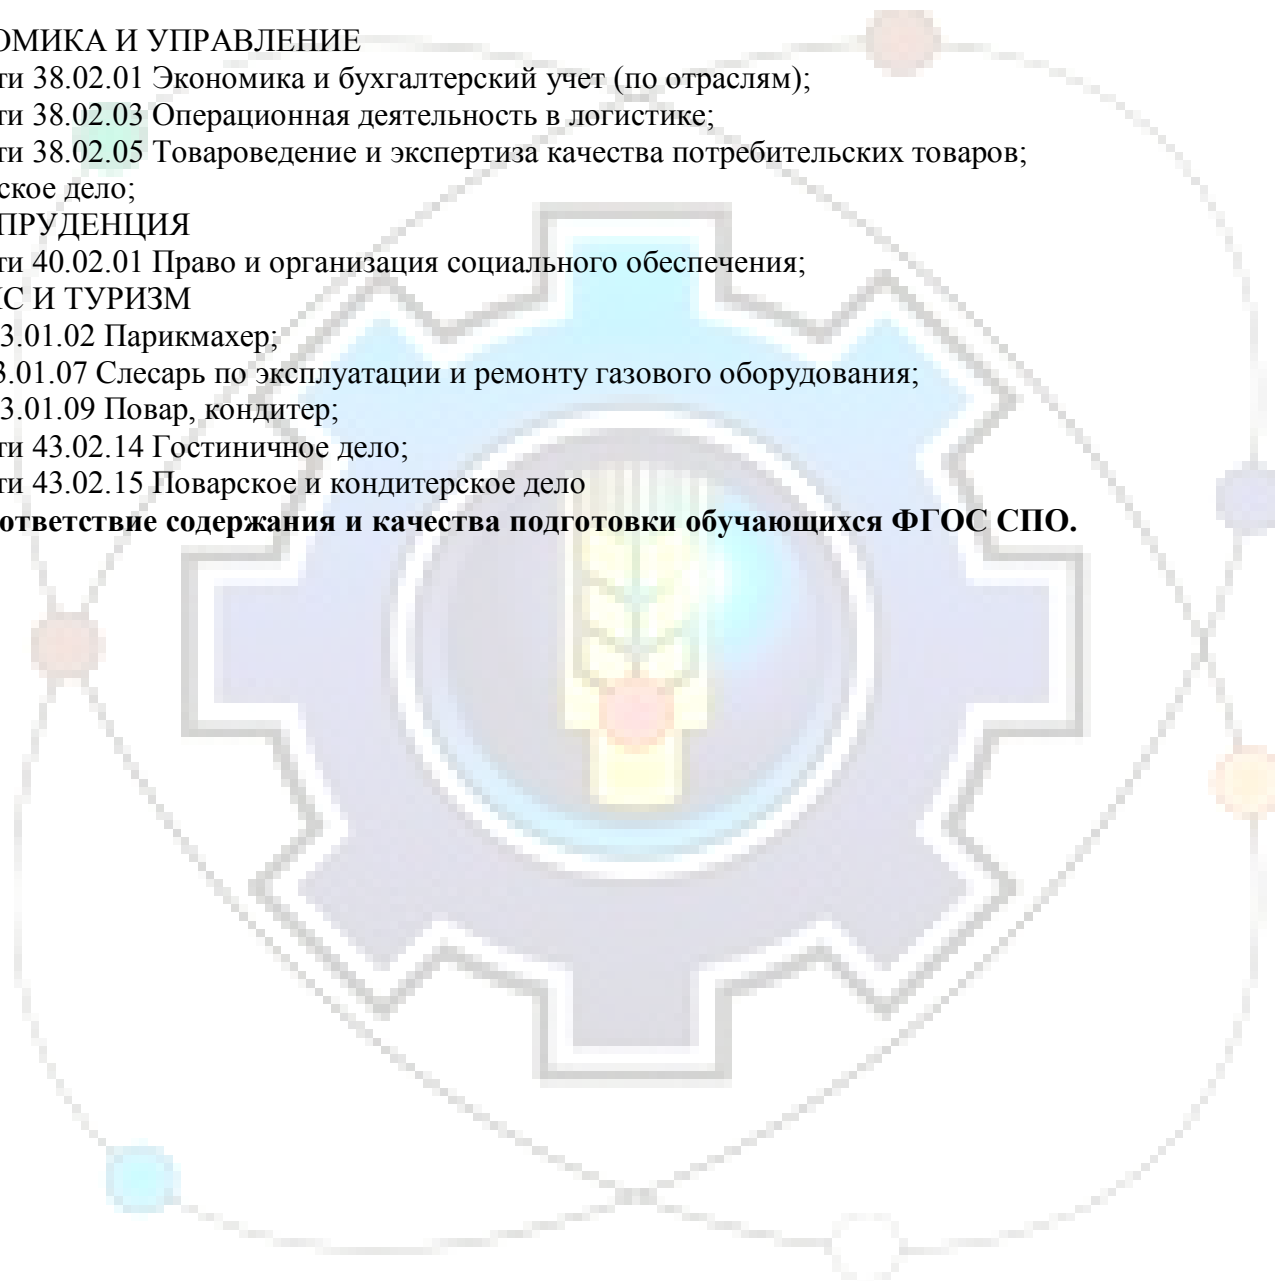 ОМИКА И УПРАВЛЕНИЕ
ти 38.02.01 Экономика и бухгалтерский учет (по отраслям);
ти 38.02.03 Операционная деятельность в логистике;
ти 38.02.05 Товароведение и экспертиза качества потребительских товаров;
ское дело;
ПРУДЕНЦИЯ
ти 40.02.01 Право и организация социального обеспечения;
ИС И ТУРИЗМ
3.01.02 Парикмахер;
3.01.07 Слесарь по эксплуатации и ремонту газового оборудования;
3.01.09 Повар, кондитер;
ти 43.02.14 Гостиничное дело;
ти 43.02.15 Поварское и кондитерское дело
ответствие содержания и качества подготовки обучающихся ФГОС СПО.